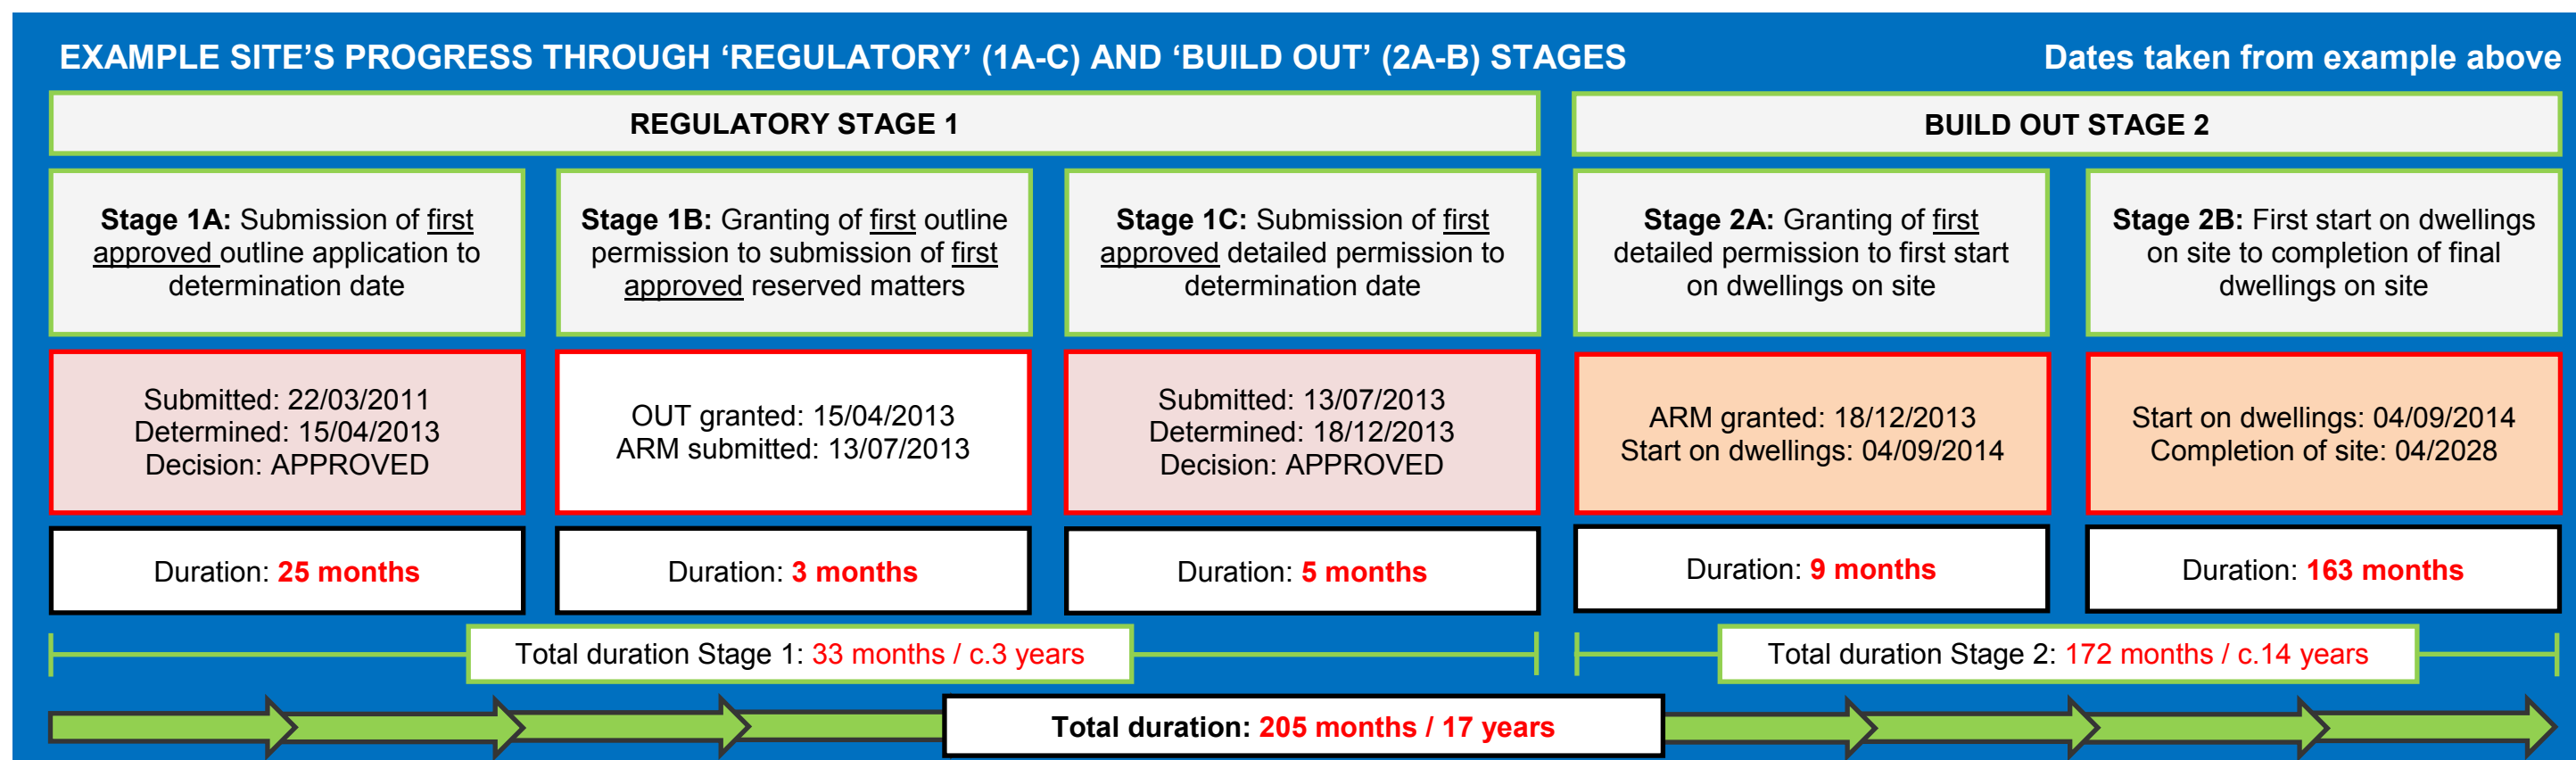 EXAMPLE SITE’S PROGRESS THROUGH ‘REGULATORY’ (1A-C) AND ‘BUILD OUT’ (2A-B) STAGES
Dates taken from example above
REGULATORY STAGE 1
BUILD OUT STAGE 2
Stage 1A: Submission of first
approved outline application to
determination date
Stage 1B: Granting of first outline
permission to submission of first
approved reserved matters
Stage 1C: Submission of first
approved detailed permission to
determination date
Stage 2A: Granting of first
detailed permission to first start
on dwellings on site
Stage 2B: First start on dwellings
on site to completion of final
dwellings on site
Submitted: 22/03/2011
Determined: 15/04/2013
Decision: APPROVED
OUT granted: 15/04/2013
ARM submitted: 13/07/2013
Submitted: 13/07/2013
Determined: 18/12/2013
Decision: APPROVED
ARM granted: 18/12/2013
Start on dwellings: 04/09/2014
Start on dwellings: 04/09/2014
Completion of site: 04/2028
Duration: 25 months
Duration: 3 months
Duration: 5 months
Duration: 9 months
Duration: 163 months
Total duration Stage 1: 33 months / c.3 years
Total duration Stage 2: 172 months / c.14 years
Total duration: 205 months / 17 years